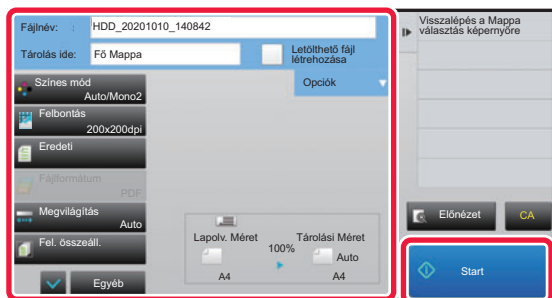 Fájlnév: : HDD_20201010_140842
Tárolás ide: Fő Mappa
Letölthető fájl
létrehozása
Opciók
Színes mód
Auto/Mono2
Felbontás
200x200dpi
Eredeti
Fájlformátum
PDF
Megvilágítás
Auto
Fel. összeáll.
Egyéb
Lapolv. Méret
A4
100%
Tárolási Méret
Auto
A4
Visszalépés a Mappa
választás képernyőre
Előnézet
CA
Start